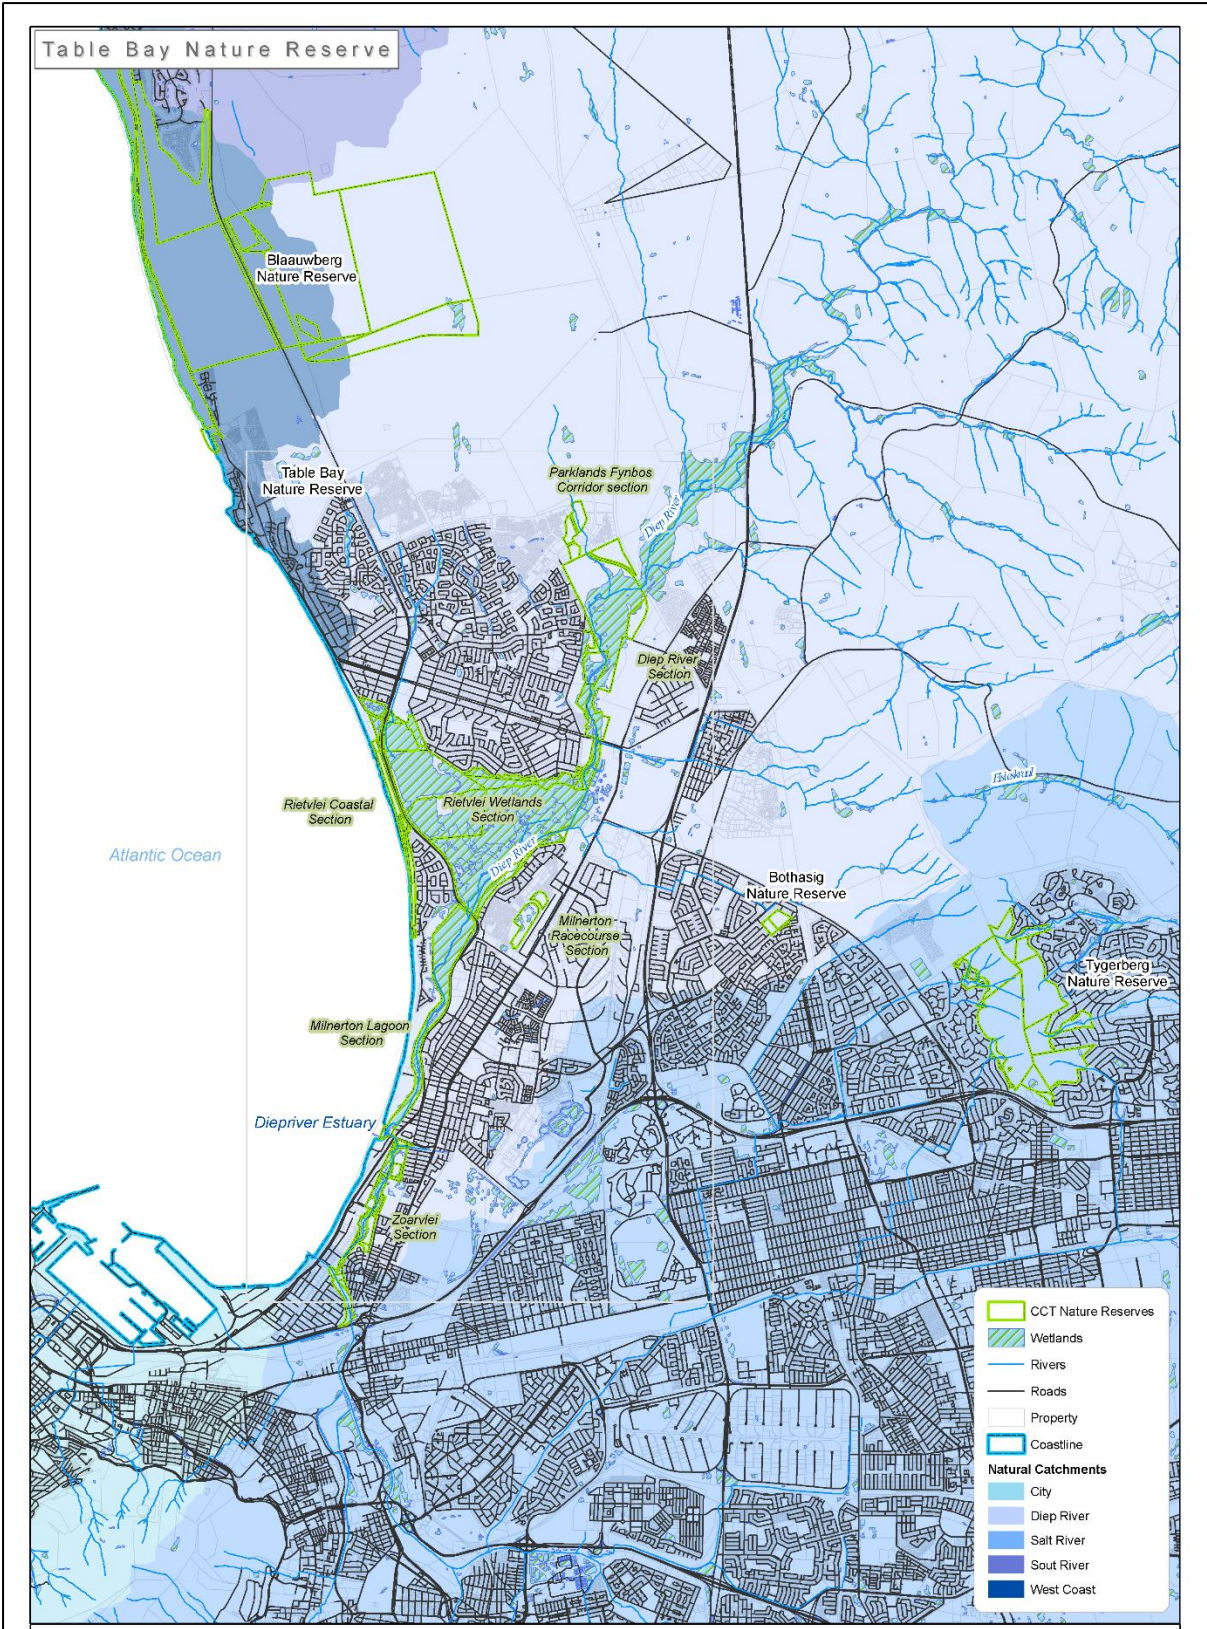 Table Bay Nature Reserve
Blaauwberg
Nature Reserve
Table Bay
Nature Reserve
Parklands Fynbos
Corridor section
Diep River
Diep River
Section
Rietvlei Coastal
Section
Rietvlei Wetlands
Section
Diep River
Atlantic Ocean
Bothasig
Nature Reserve
Milnerton
Racecourse
Section
Tygerberg
Nature Reserve
Milnerton Lagoon
Section
Diepriver Estuary
Zoarvlei
Section
CCT Nature Reserves
Wetlands
Rivers
Roads
Property
Coastline
Natural Catchments
City
Diep River
Salt River
Sout River
West Coast